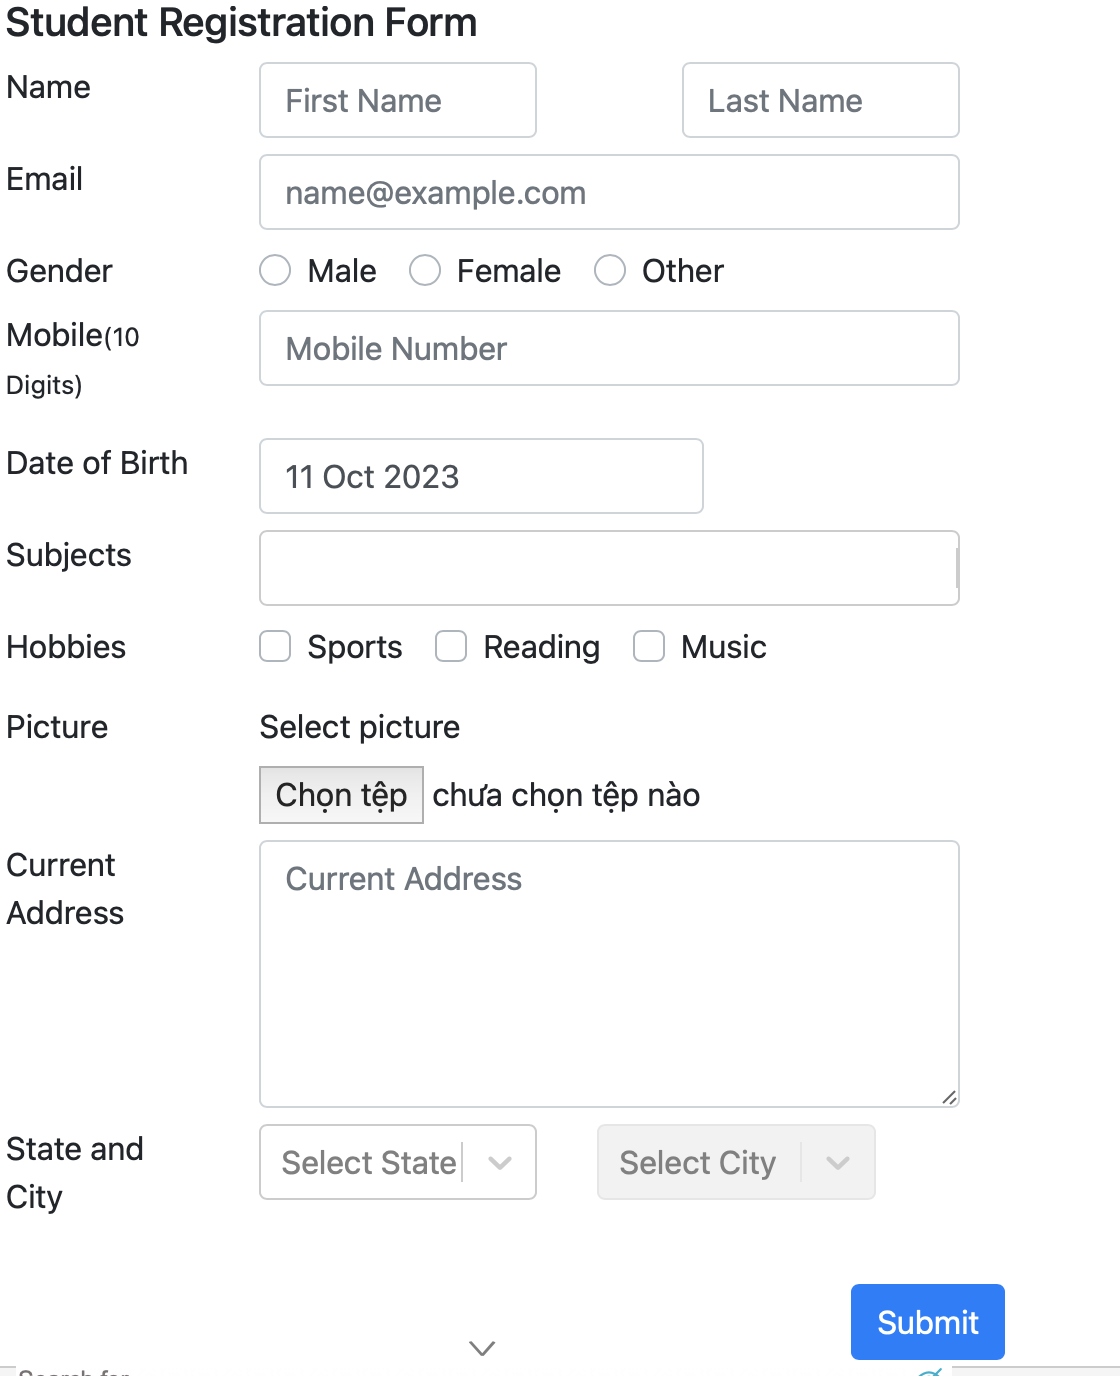 Student Registration Form
Name First Name Last Name
Email name@example.com
Gender Male Female Other
Mobile(10 Digits) Mobile Number
Date of Birth 11 Oct 2023
Subjects
Hobbies Sports Reading Music
Picture Select picture
Chọn tệp chưa chọn tệp nào
Current Address Current Address
State and City Select State Select City
Submit